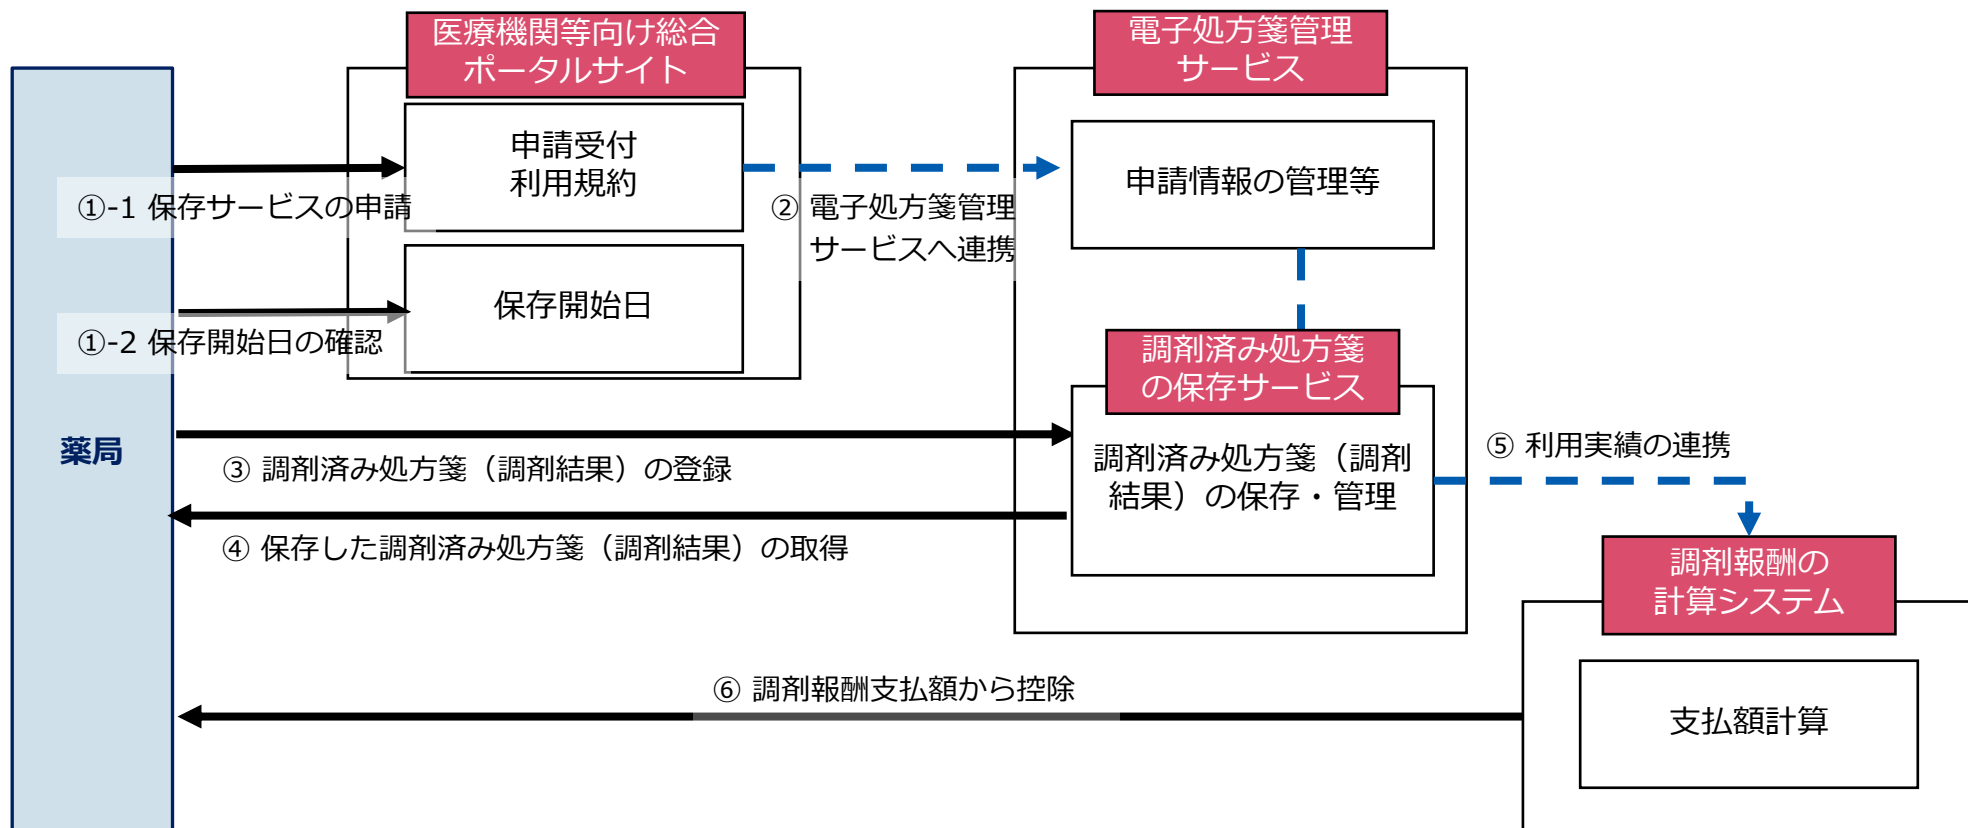 医療機関等向け総合
ポータルサイト
電子処方箋管理
サービス
申請受付
利用規約
①-1 保存サービスの申請
② 電子処方箋管理
サービスへ連携
申請情報の管理等
保存開始日
①-2 保存開始日の確認
調剤済み処方箋
の保存サービス
薬局
③ 調剤済み処方箋（調剤結果）の登録
調剤済み処方箋（調剤
結果）の保存・管理
⑤ 利用実績の連携
④ 保存した調剤済み処方箋（調剤結果）の取得
調剤報酬の
計算システム
⑥ 調剤報酬支払額から控除
支払額計算